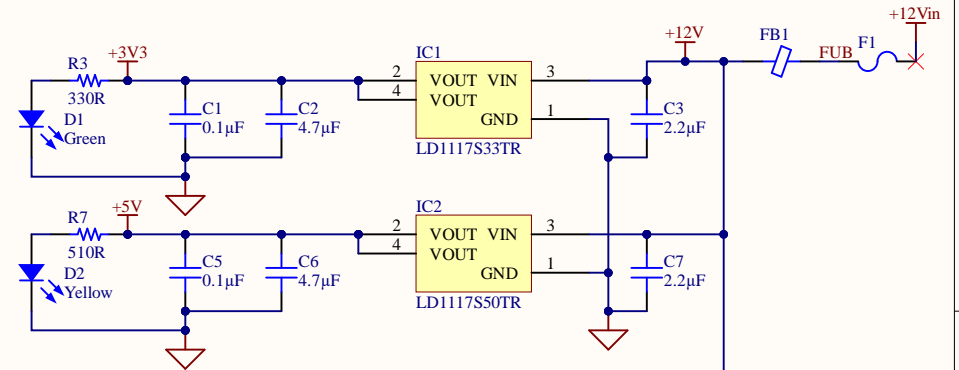 +12Vin
+12V
FB1
FUB
F1
+3V3
IC1
R3
330R
D1
Green
C1
0.1µF
C2
4.7µF
2
4
VOUT VIN
VOUT
GND
3
1
LD1117S33TR
C3
2.2µF
+5V
IC2
R7
510R
D2
Yellow
C5
0.1µF
C6
4.7µF
2
4
VOUT VIN
VOUT
GND
3
1
LD1117S50TR
C7
2.2µF